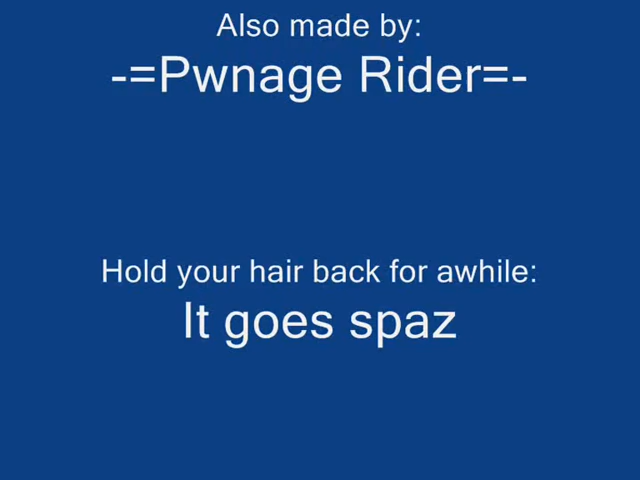 Also made by:
-=Pwnage Rider=-
Hold your hair back for awhile:
It goes spaz